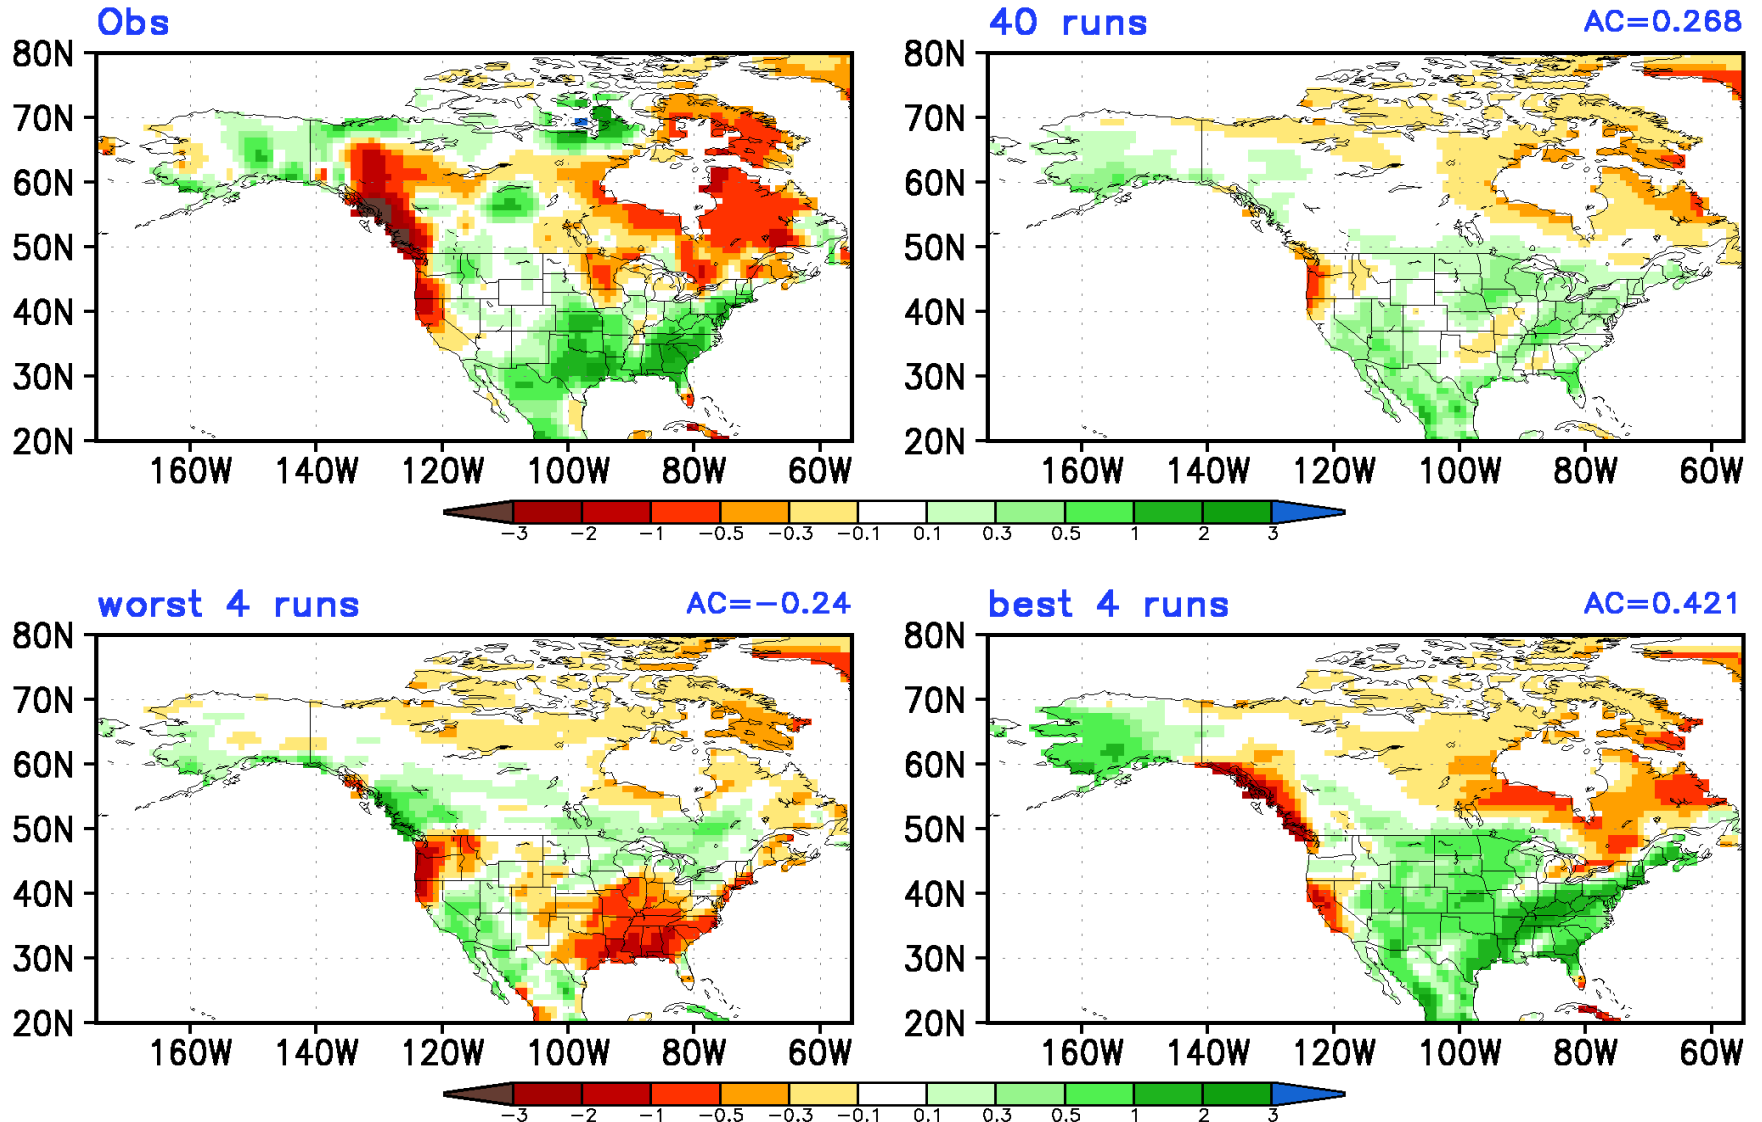 Obs
40 runs AC=0.268
80N 80N
70N 70N
60N 60N
50N 50N
40N 40N
30N 30N
20N 20N
160W 140W 120W 100W 80W 60W 160W 140W 120W 100W 80W 60W
-3 -2 -1 -0.5 -0.3 -0.1 0.1 0.3 0.5 1 2 3
worst 4 runs AC=-0.24
best 4 runs AC=0.421
80N 80N
70N 70N
60N 60N
50N 50N
40N 40N
30N 30N
20N 20N
160W 140W 120W 100W 80W 60W 160W 140W 120W 100W 80W 60W
-3 -2 -1 -0.5 -0.3 -0.1 0.1 0.3 0.5 1 2 3